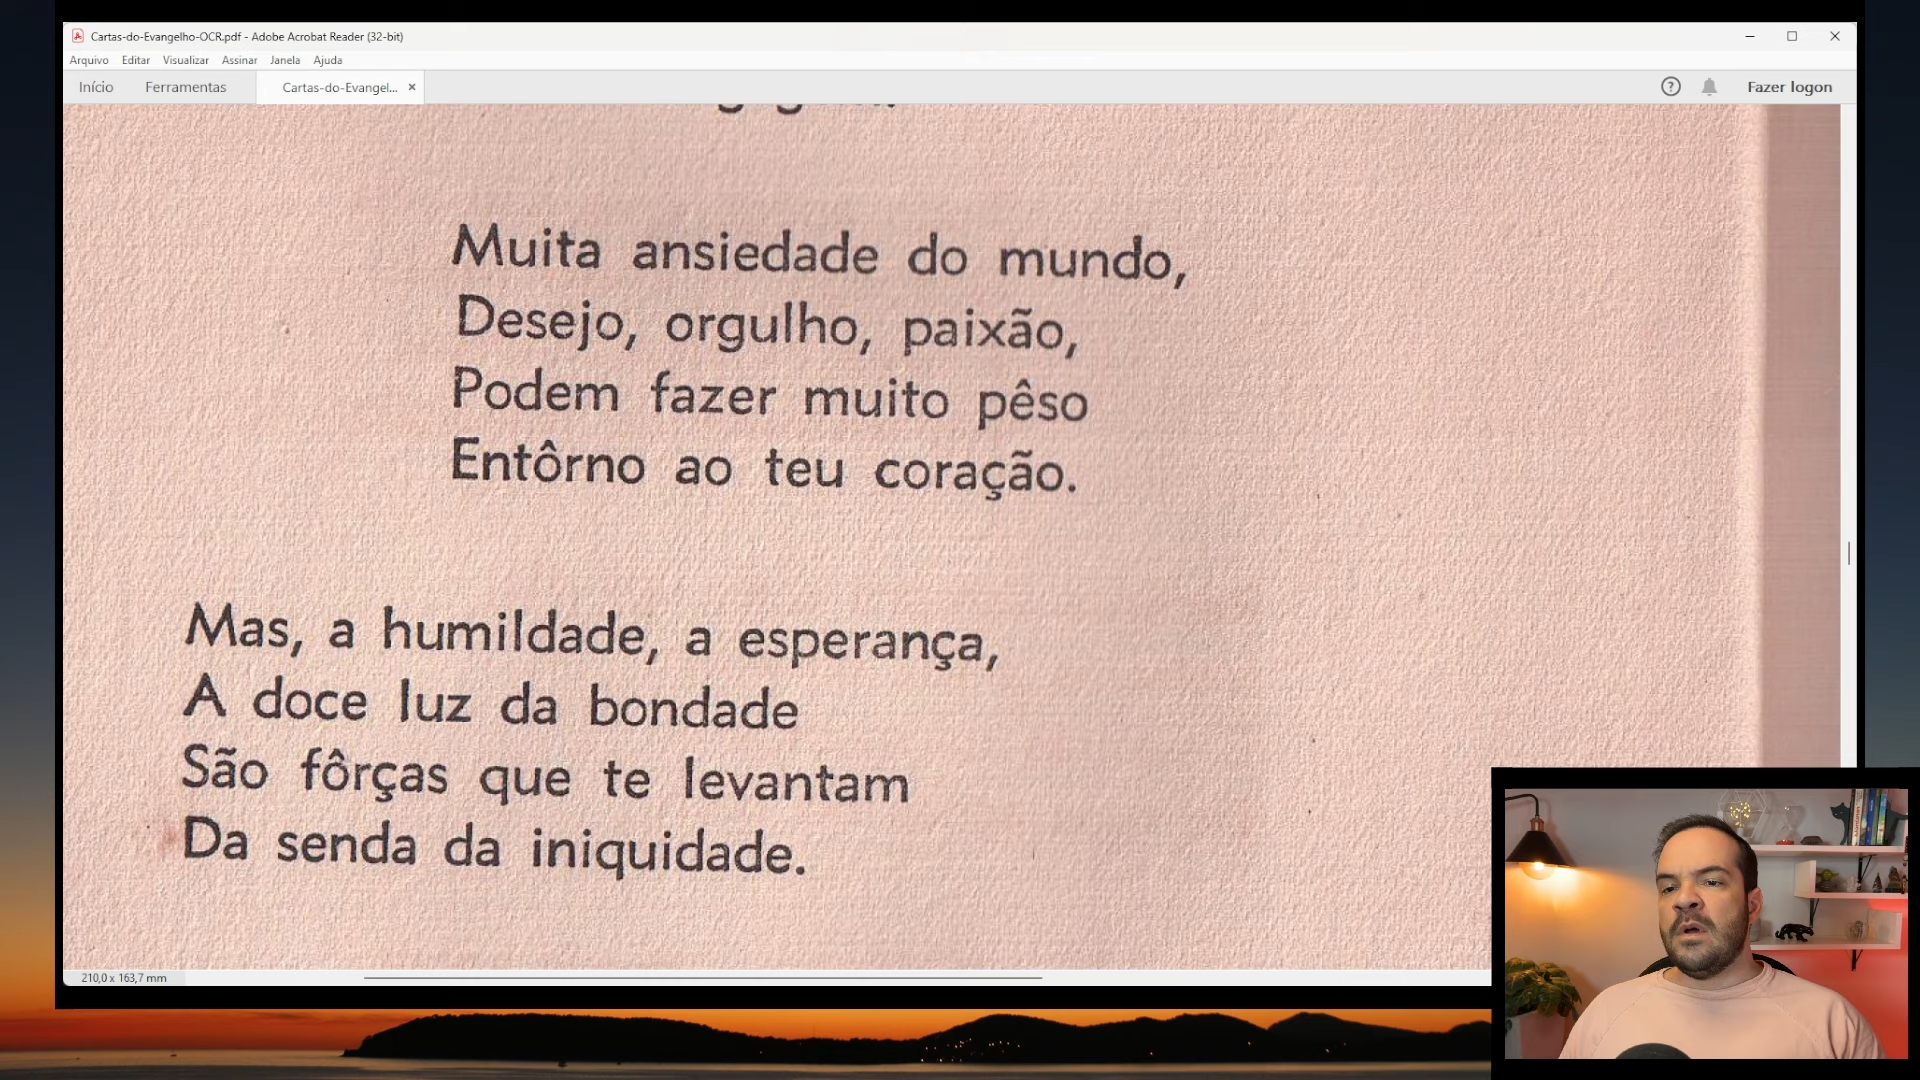 Cartas-do-Evangelho-OCR.pdf - Adobe Acrobat Reader (32-bit)
Arquivo Editar Visualizar Assinar Janela Ajuda
Início Ferramentas Cartas-do-Evangel... × Fazer logon
Muita ansiedade do mundo,
Desejo, orgulho, paixão,
Podem fazer muito pêso
Entôrno ao teu coração.
Mas, a humildade, a esperança,
A doce luz da bondade
São fôrças que te levantam
Da senda da iniquidade.
210,0 x 163,7 mm